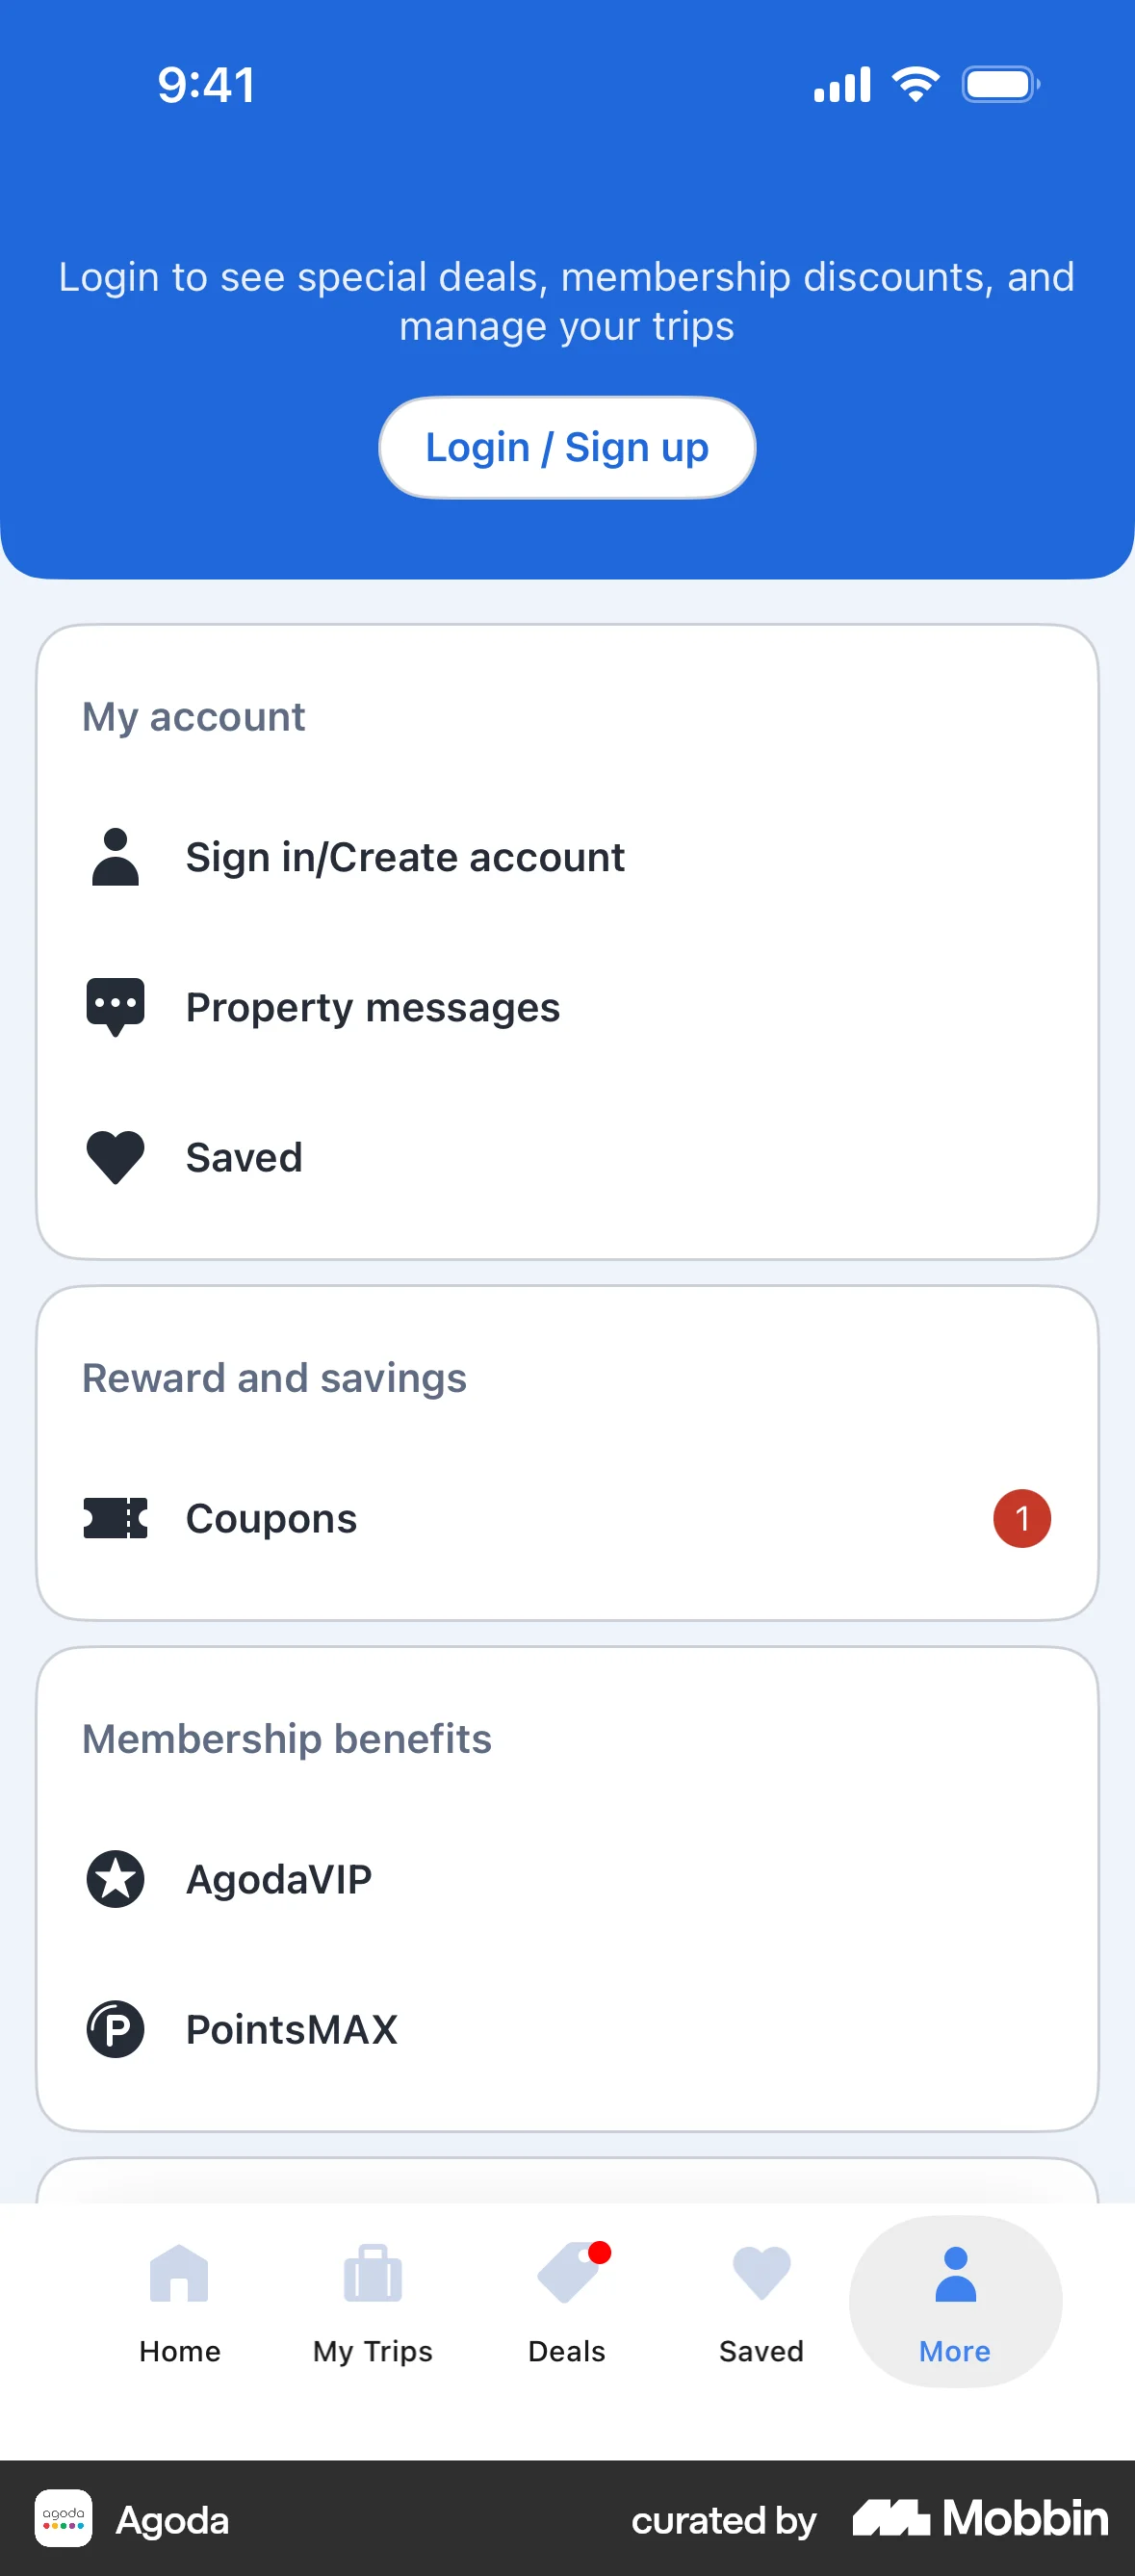 9:41
Login to see special deals, membership discounts, and
manage your trips
Login / Sign up
My account
Sign in/Create account
Property messages
Saved
Reward and savings
Coupons
1
Membership benefits
AgodaVIP
P
PointsMAX
Home
My Trips
Deals
Saved
More
agoda
Agoda
curated by
Mobbin